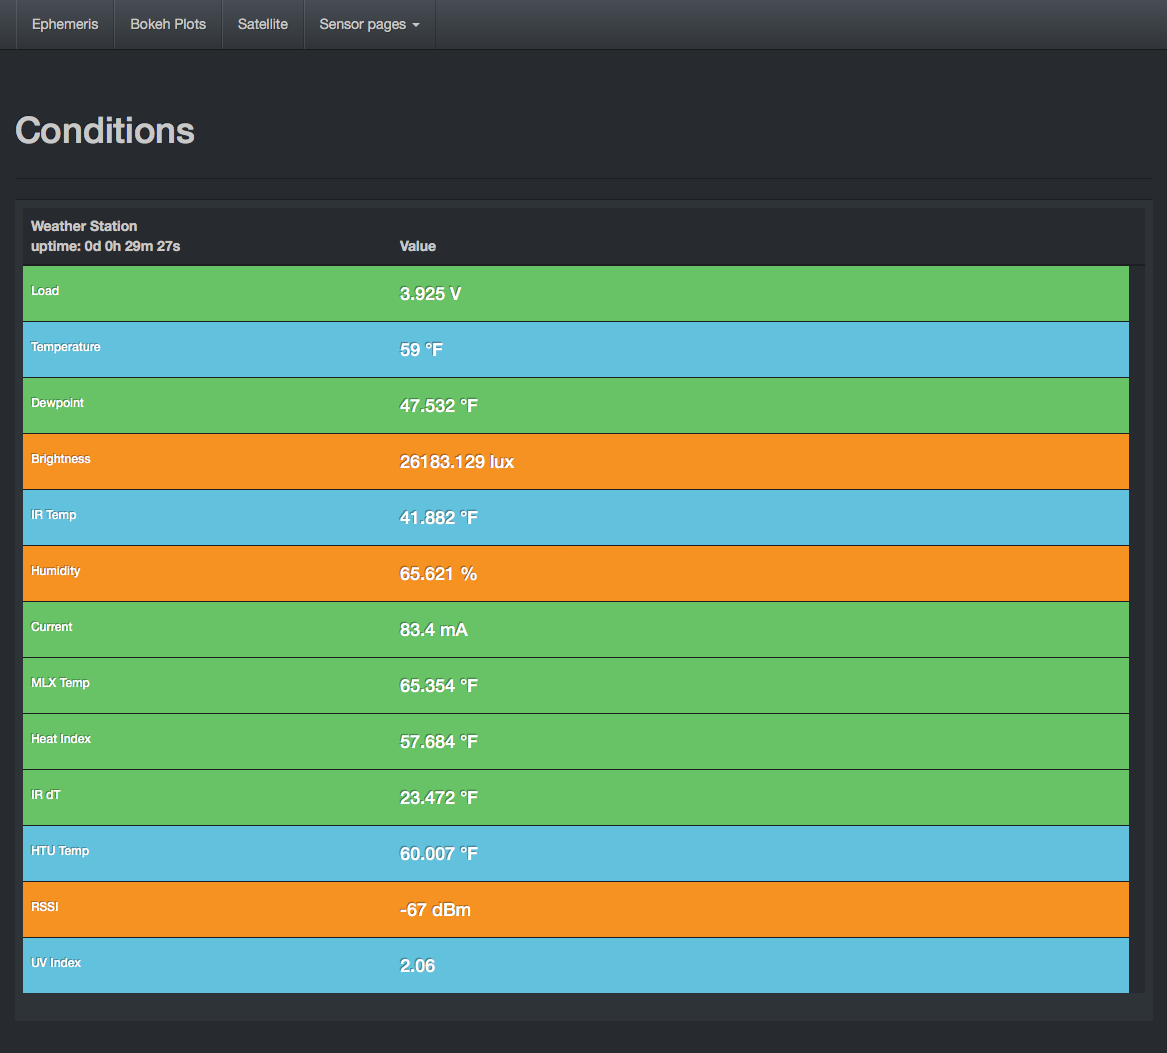 Ephemeris Bokeh Plots Satellite Sensor pages
Conditions
Weather Station
uptime: 0d 0h 29m 27s Value
Load 3.925 V
Temperature 59 °F
Dewpoint 47.532 °F
Brightness 26183.129 lux
IR Temp 41.882 °F
Humidity 65.621 %
Current 83.4 mA
MLX Temp 65.354 °F
Heat Index 57.684 °F
IR dT 23.472 °F
HTU Temp 60.007 °F
RSSI -67 dBm
UV Index 2.06